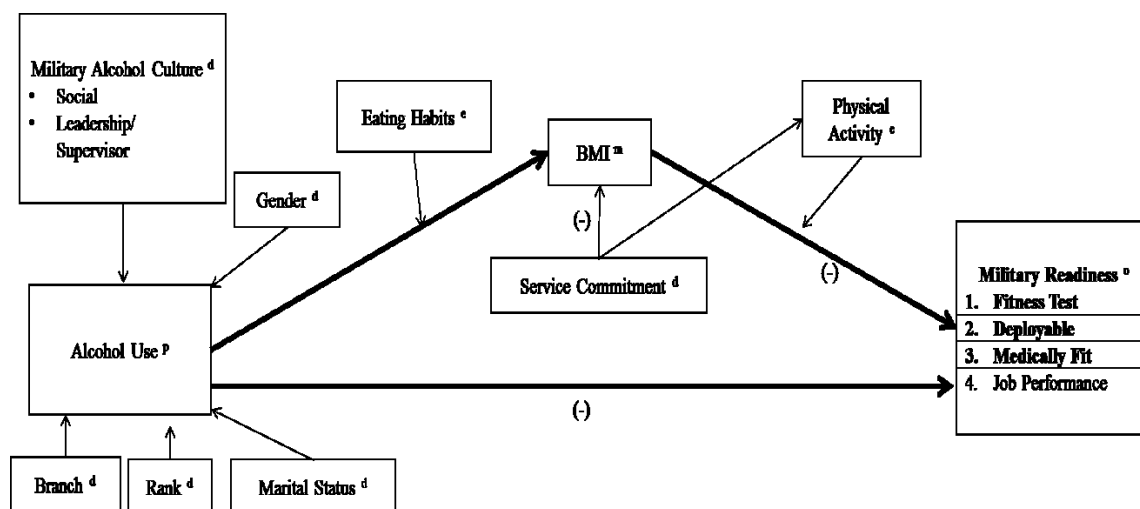 Military Alcohol Culture ᵈ
• Social
• Leadership/
Supervisor
Eating Habits ᵉ
Physical
Activity ᵉ
BMI ᵐ
Gender ᵈ
(-)
Service Commitment ᵈ
(-)
Military Readiness ᵒ
1. Fitness Test
2. Deployable
3. Medically Fit
4. Job Performance
Alcohol Use ᵖ
(-)
Branch ᵈ
Rank ᵈ
Marital Status ᵈ